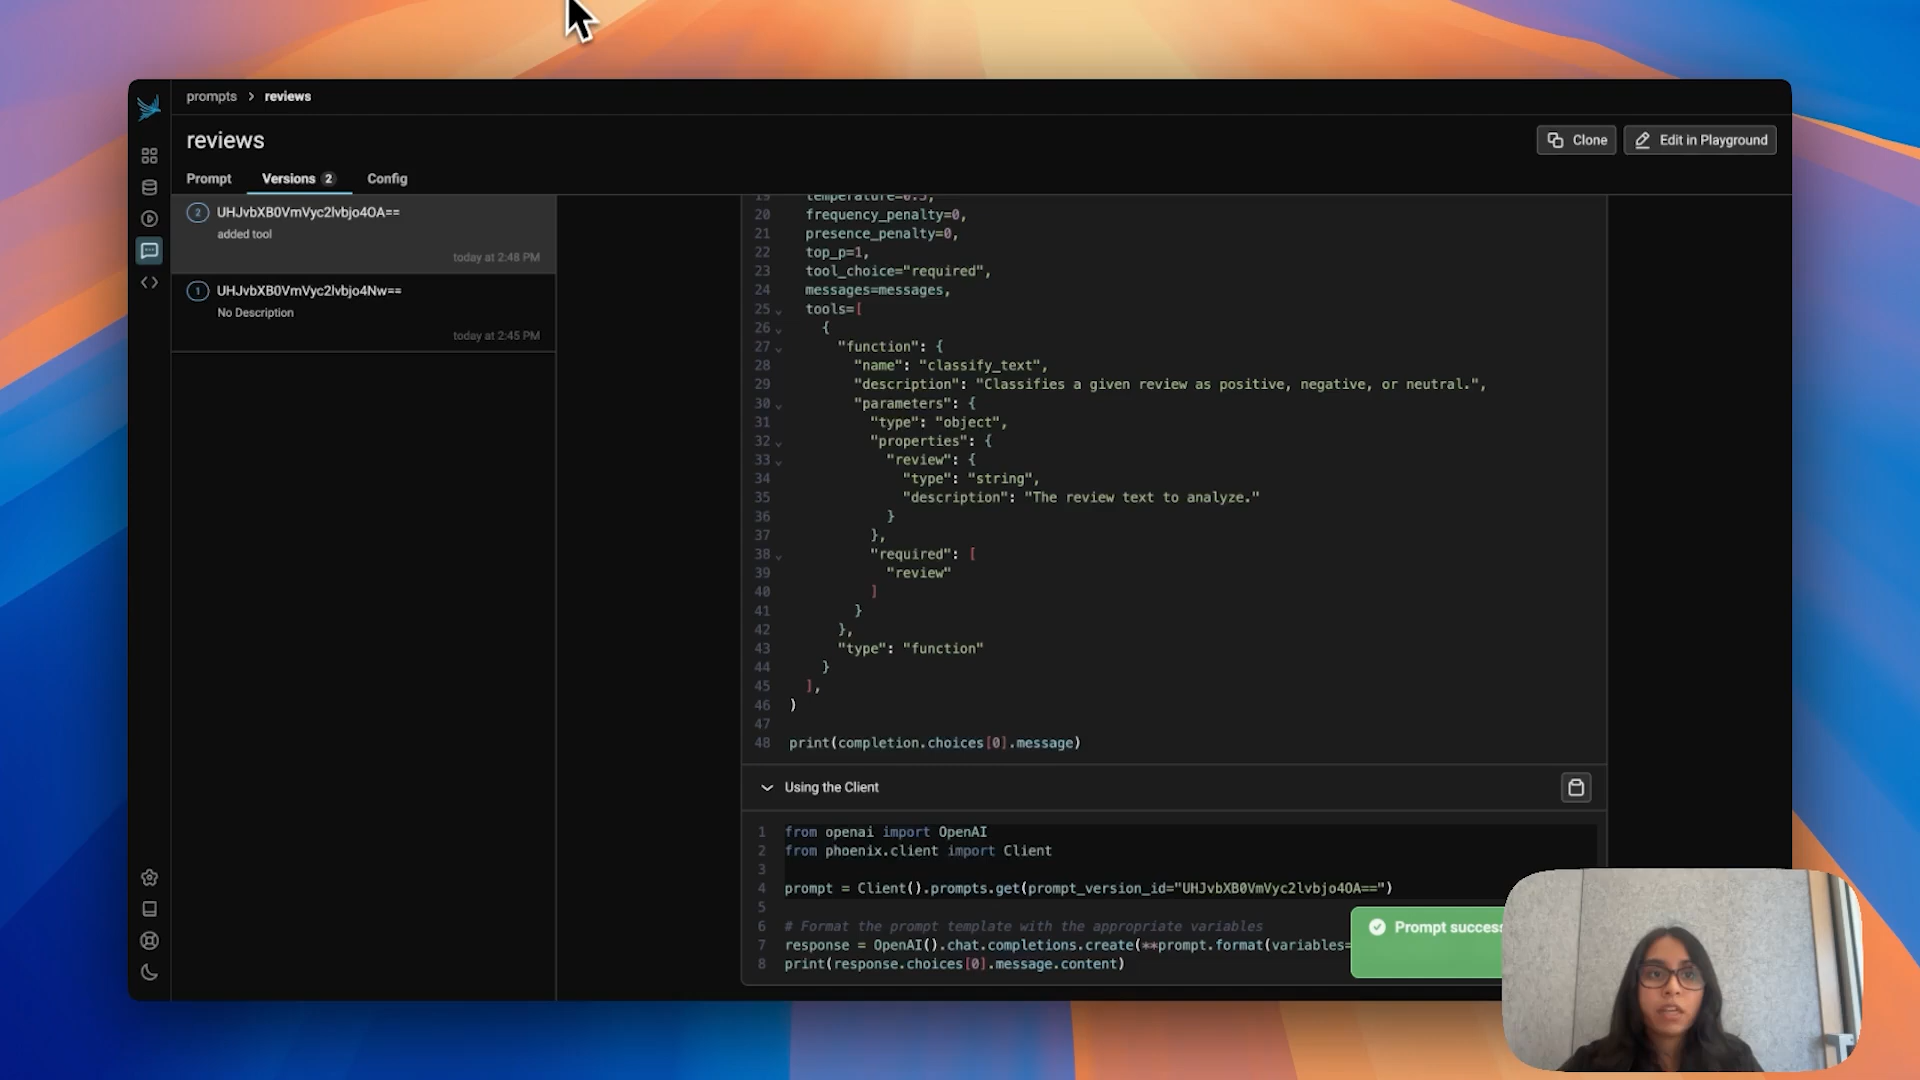 prompts > reviews
reviews
Clone
Edit in Playground
Prompt
Versions 2
Config
2 UHJvbXB0VmVyc2lvbjo4OA==
added tool
today at 2:48 PM
1 UHJvbXB0VmVyc2lvbjo4Nw==
No Description
today at 2:45 PM
19 temperature=0.5,
20 frequency_penalty=0,
21 presence_penalty=0,
22 top_p=1,
23 tool_choice="required",
24 messages=messages,
25 tools=[
26 {
27 "function": {
28 "name": "classify_text",
29 "description": "Classifies a given review as positive, negative, or neutral.",
30 "parameters": {
31 "type": "object",
32 "properties": {
33 "review": {
34 "type": "string",
35 "description": "The review text to analyze."
36 }
37 },
38 "required": [
39 "review"
40 ]
41 }
42 },
43 "type": "function"
44 }
45 ],
46 )
47
48 print(completion.choices[0].message)
Using the Client
1 from openai import OpenAI
2 from phoenix.client import Client
3
4 prompt = Client().prompts.get(prompt_version_id="UHJvbXB0VmVyc2lvbjo4OA==")
5
6 # Format the prompt template with the appropriate variables
7 response = OpenAI().chat.completions.create(**prompt.format(variables=
8 print(response.choices[0].message.content)
Prompt success